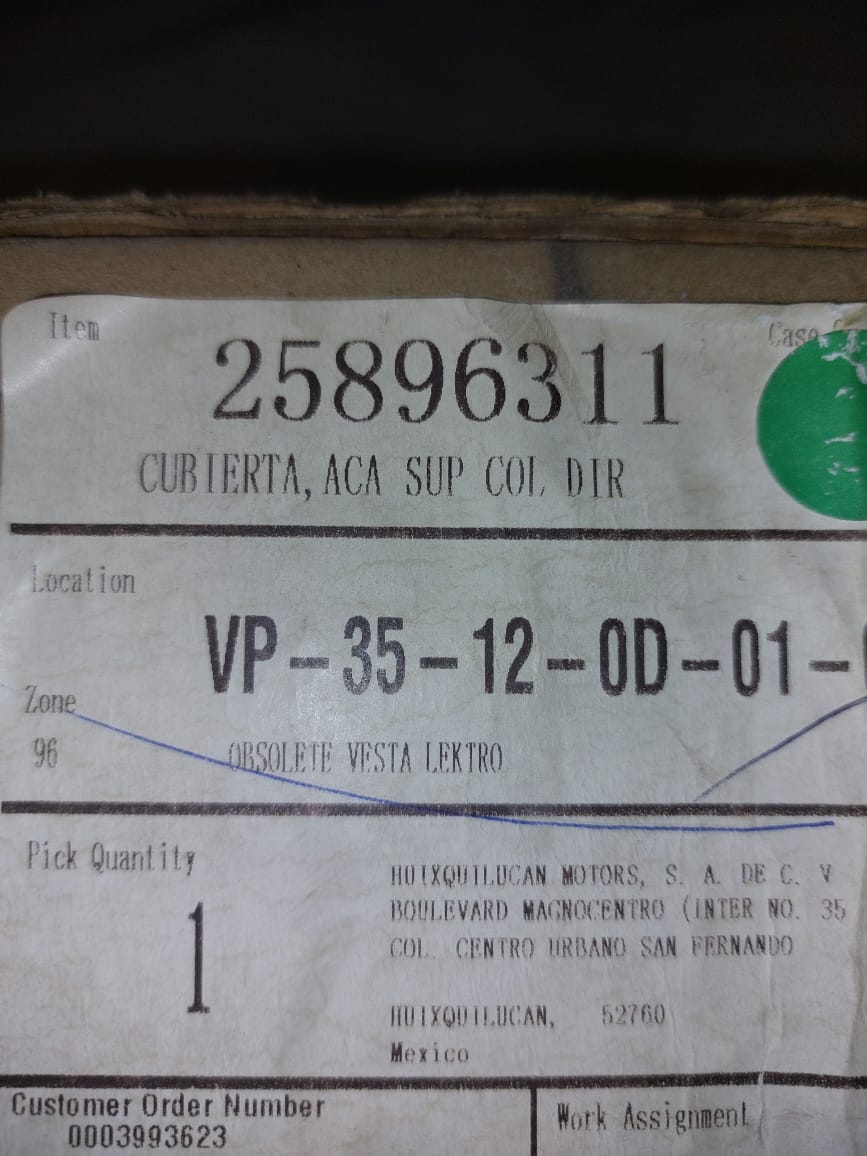 Item
25896311
CUBIERTA, ACA SUP COL DIR
Location
VP-35-12-0D-01-
Zone
96 OBSOLETE VESTA LEKTRO
Pick Quantity
1
HUIXQUILUCAN MOTORS, S. A. DE C. V
BOULEVARD MAGNOCENTRO (INTER NO. 35
COL. CENTRO URBANO SAN FERNANDO
HUIXQUILUCAN, 52760
Mexico
Customer Order Number
0003993623
Work Assignment